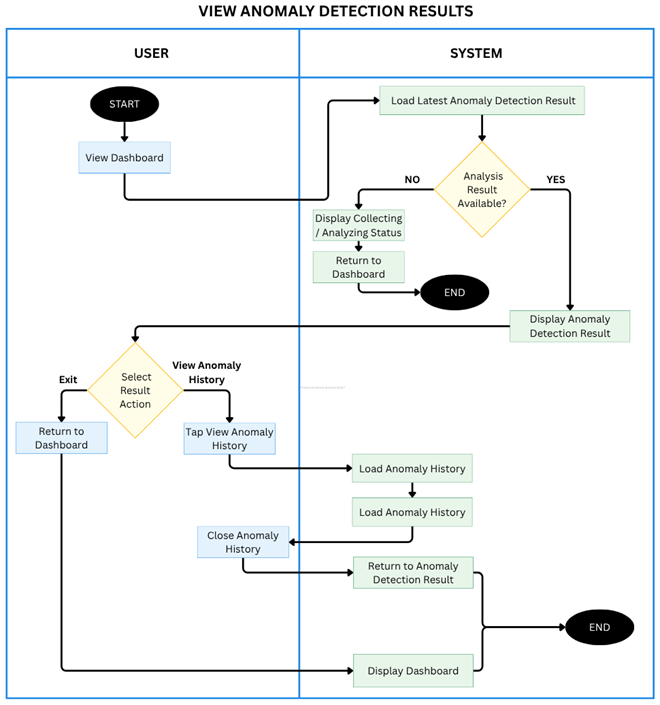 VIEW ANOMALY DETECTION RESULTS
USER
SYSTEM
START
View Dashboard
Load Latest Anomaly Detection Result
Analysis
Result
Available?
NO
YES
Display Collecting
/ Analyzing Status
Return to
Dashboard
END
Display Anomaly
Detection Result
Select
Result
Action
Exit
View Anomaly
History
Return to
Dashboard
Tap View Anomaly
History
Load Anomaly History
Load Anomaly History
Close Anomaly
History
Return to Anomaly
Detection Result
END
Display Dashboard